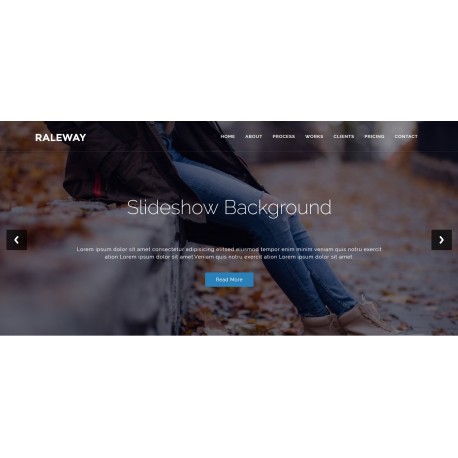 RALEWAY
HOME ABOUT PROCESS WORKS CLIENTS PRICING CONTACT
Slideshow Background
Lorem ipsum dolor sit amet consectetur adipisicing elitsed eiusmod tempor enim minim veniam quis notru exercit
ation Lorem ipsum dolor sit amet Veniam quis notru exercit ation Lorem ipsum dolor sit amet
Read More